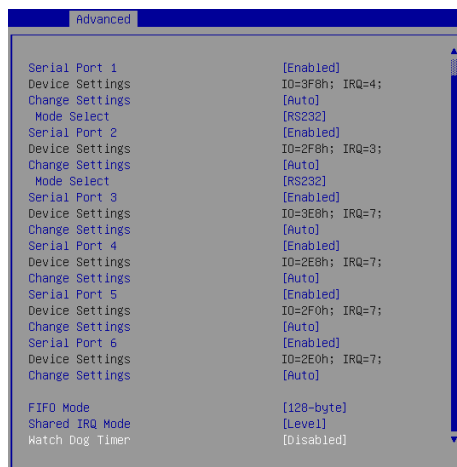 Advanced
Serial Port 1 [Enabled]
Device Settings IO=3F8h; IRQ=4;
Change Settings [Auto]
Mode Select [RS232]
Serial Port 2 [Enabled]
Device Settings IO=2F8h; IRQ=3;
Change Settings [Auto]
Mode Select [RS232]
Serial Port 3 [Enabled]
Device Settings IO=3E8h; IRQ=7;
Change Settings [Auto]
Serial Port 4 [Enabled]
Device Settings IO=2E8h; IRQ=7;
Change Settings [Auto]
Serial Port 5 [Enabled]
Device Settings IO=2F0h; IRQ=7;
Change Settings [Auto]
Serial Port 6 [Enabled]
Device Settings IO=2E0h; IRQ=7;
Change Settings [Auto]
FIFO Mode [128-byte]
Shared IRQ Mode [Level]
Watch Dog Timer [Disabled]